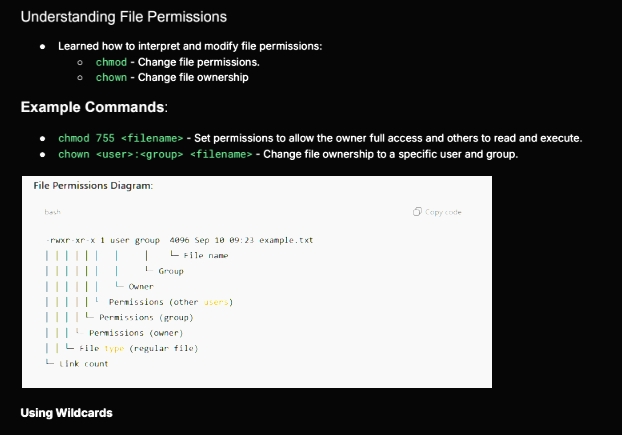 Understanding File Permissions
• Learned how to interpret and modify file permissions:
○ chmod - Change file permissions.
○ chown - Change file ownership
Example Commands:
• chmod 755 <filename> - Set permissions to allow the owner full access and others to read and execute.
• chown <user>:<group> <filename> - Change file ownership to a specific user and group.
File Permissions Diagram:
bash Copy code
-rwxr-xr-x 1 user group 4096 Sep 10 09:23 example.txt
| | | | | | | | └─ File name
| | | | | | | └─ Group
| | | | | | └─ Owner
| | | | | └ Permissions (other users)
| | | | └─ Permissions (group)
| | | └ Permissions (owner)
| | └─ File type (regular file)
└─ Link count
Using Wildcards